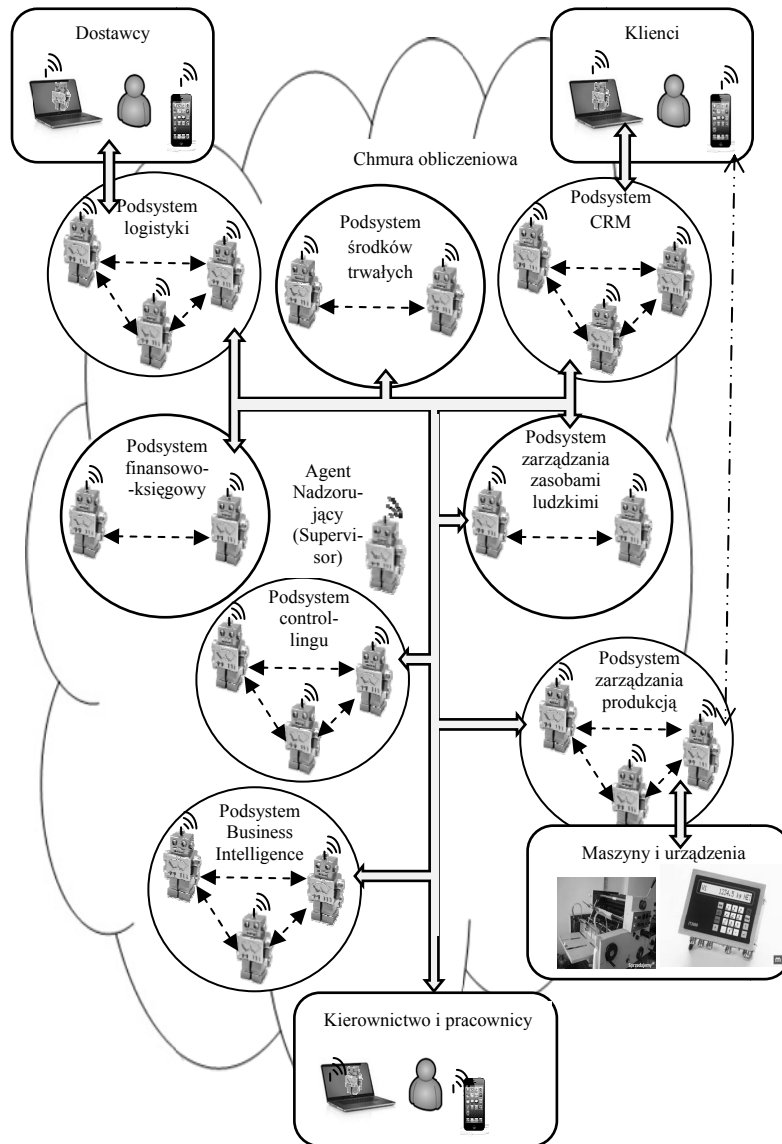 Dostawcy
Klienci
Chmura obliczeniowa
Podsystem
logistyki
Podsystem
środków
trwałych
Podsystem
CRM
Podsystem
finansowo-
-księgowy
Agent
Nadzoru-
jący
(Supervi-
sor)
Podsystem
zarządzania
zasobami
ludzkimi
Podsystem
control-
lingu
Podsystem
zarządzania
produkcją
Podsystem
Business
Intelligence
Maszyny i urządzenia
Kierownictwo i pracownicy